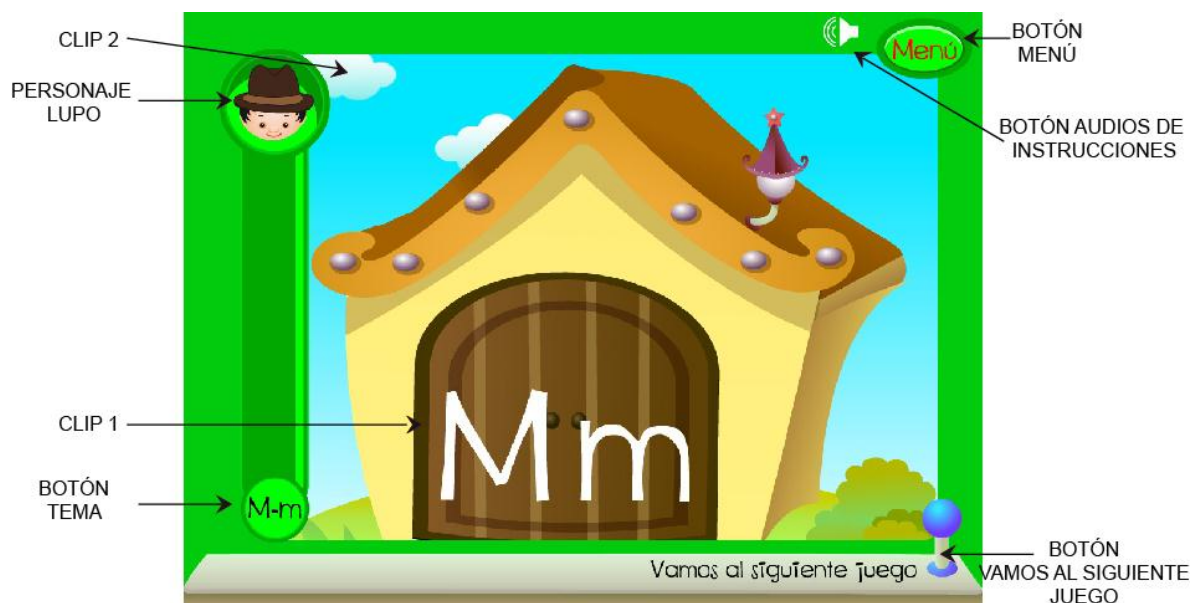 CLIP 2
PERSONAJE
LUPO
BOTÓN
MENÚ
Menú
BOTÓN AUDIOS DE
INSTRUCCIONES
CLIP 1
Mm
BOTÓN
TEMA
M-m
Vamos al siguiente juego
BOTÓN
VAMOS AL SIGUIENTE
JUEGO